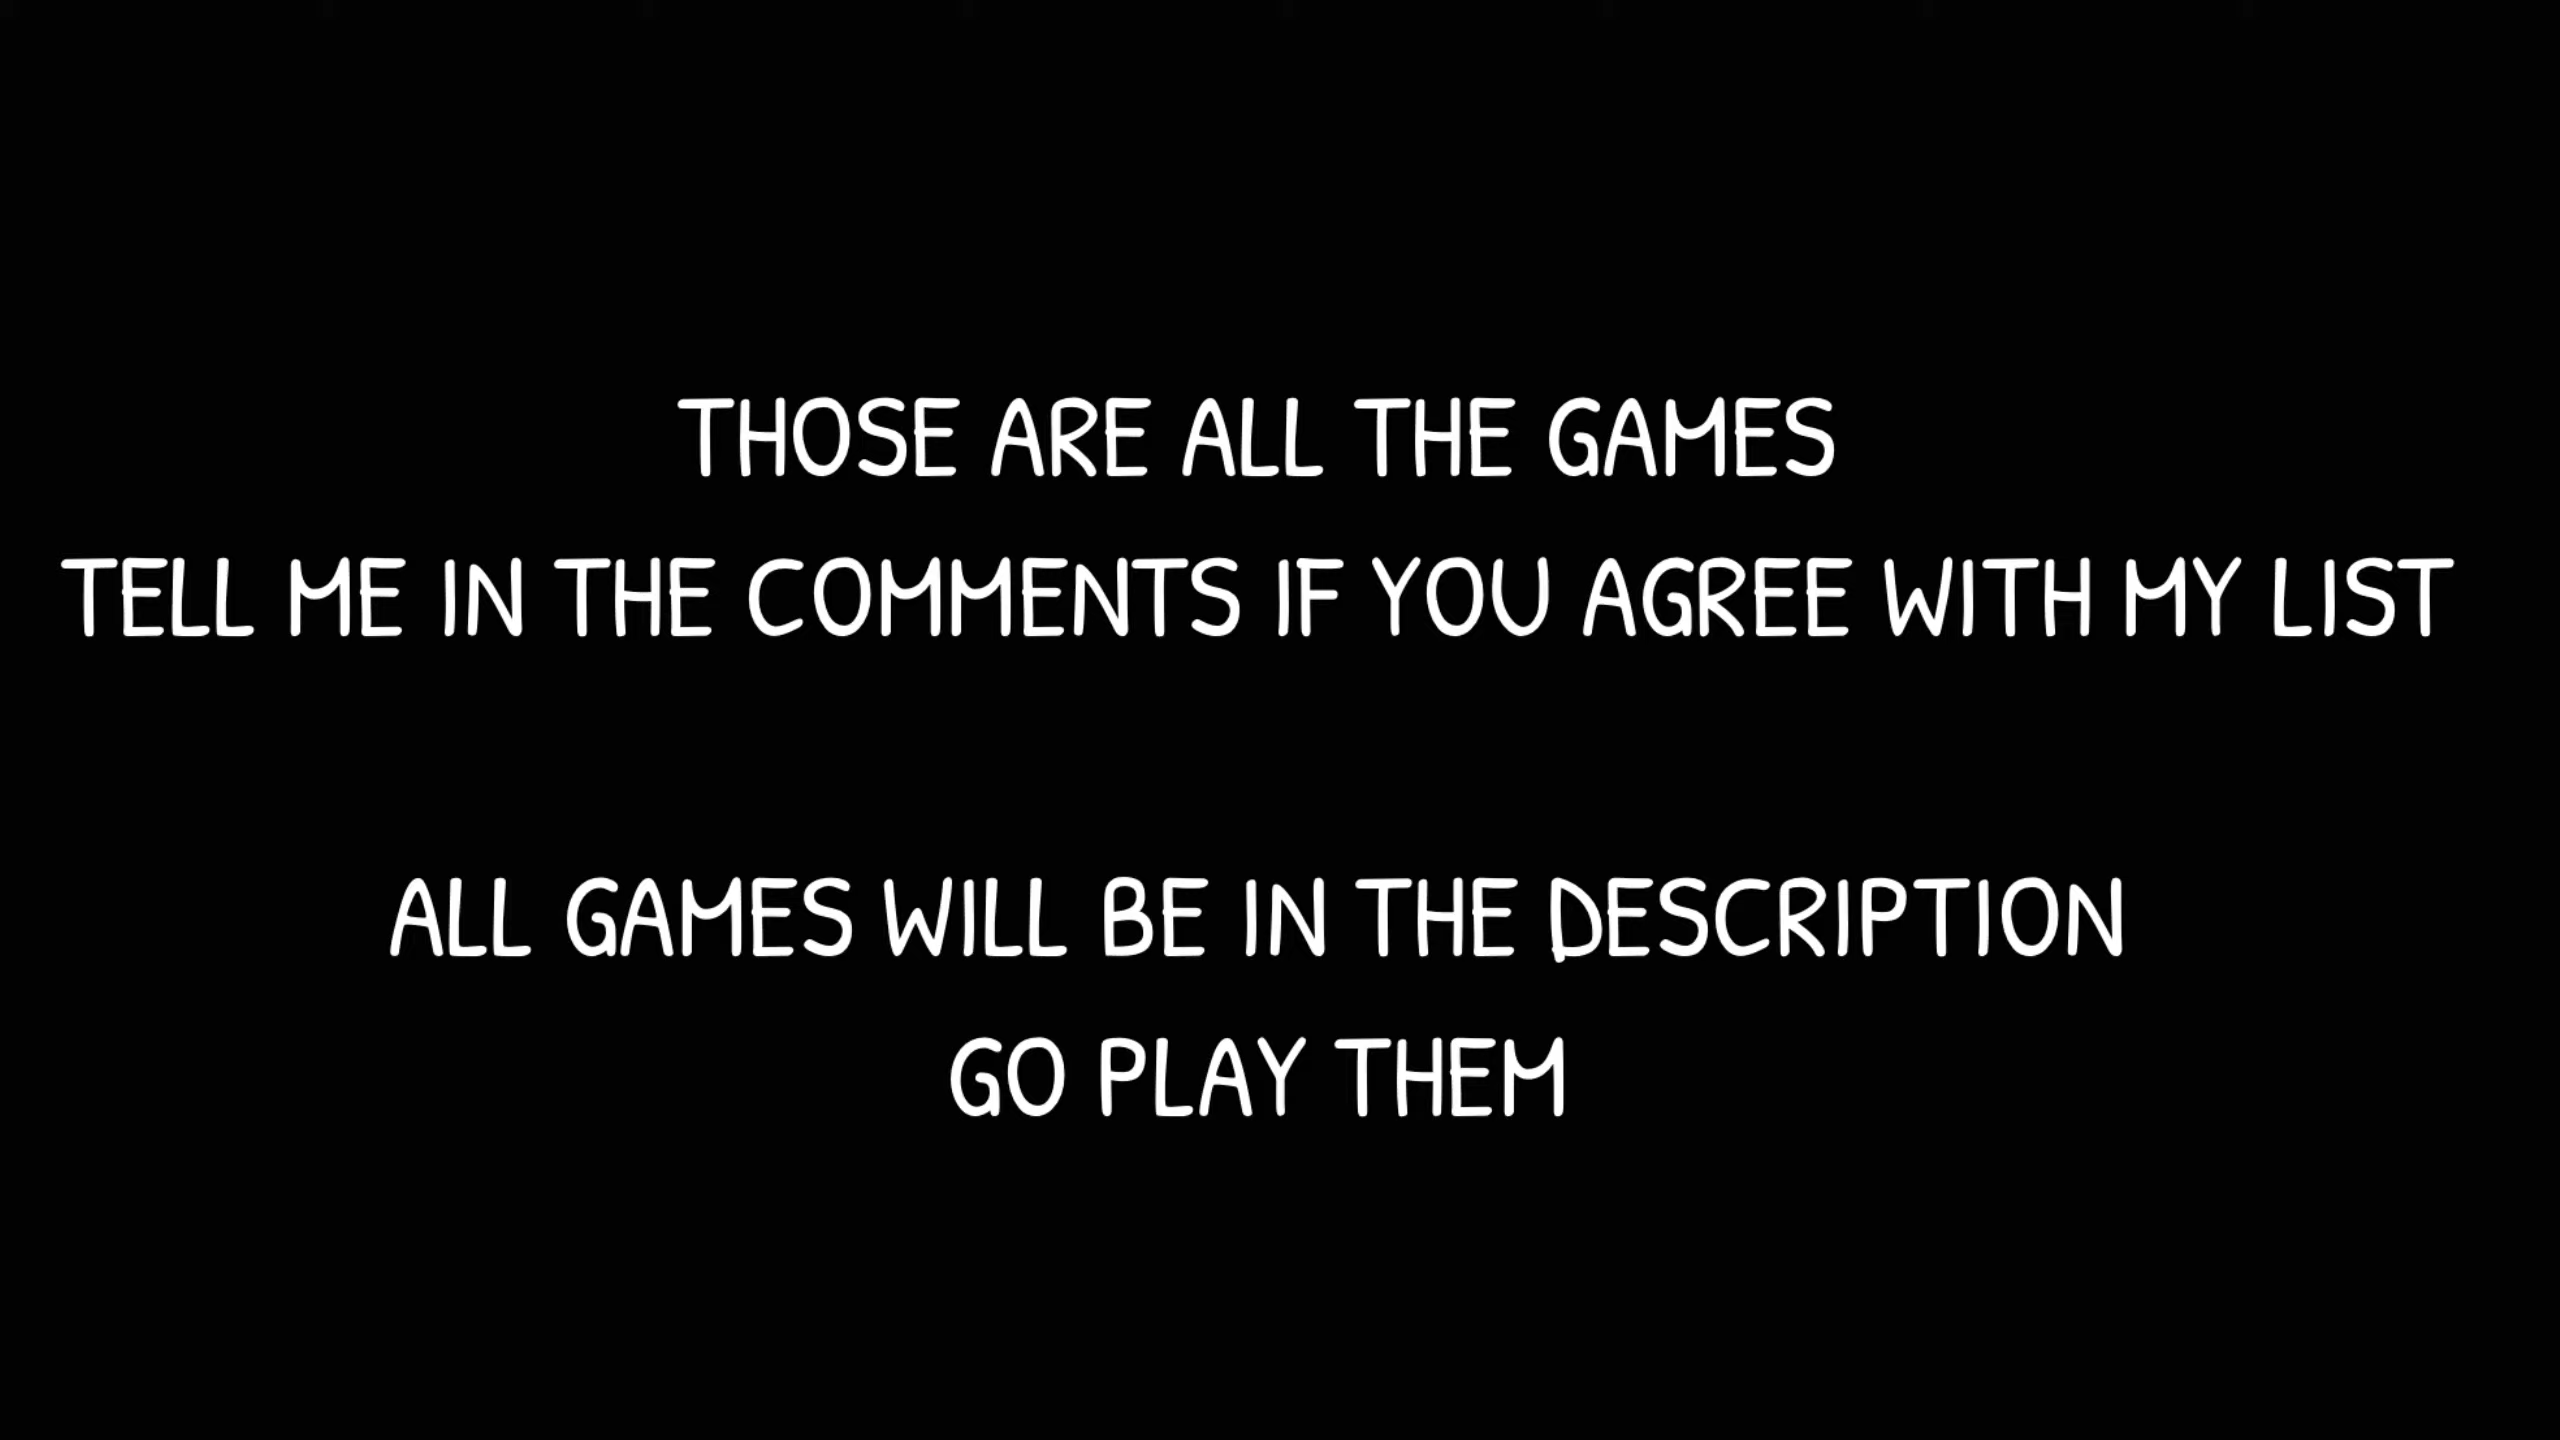 THOSE ARE ALL THE GAMES
TELL ME IN THE COMMENTS IF YOU AGREE WITH MY LIST
ALL GAMES WILL BE IN THE DESCRIPTION
GO PLAY THEM